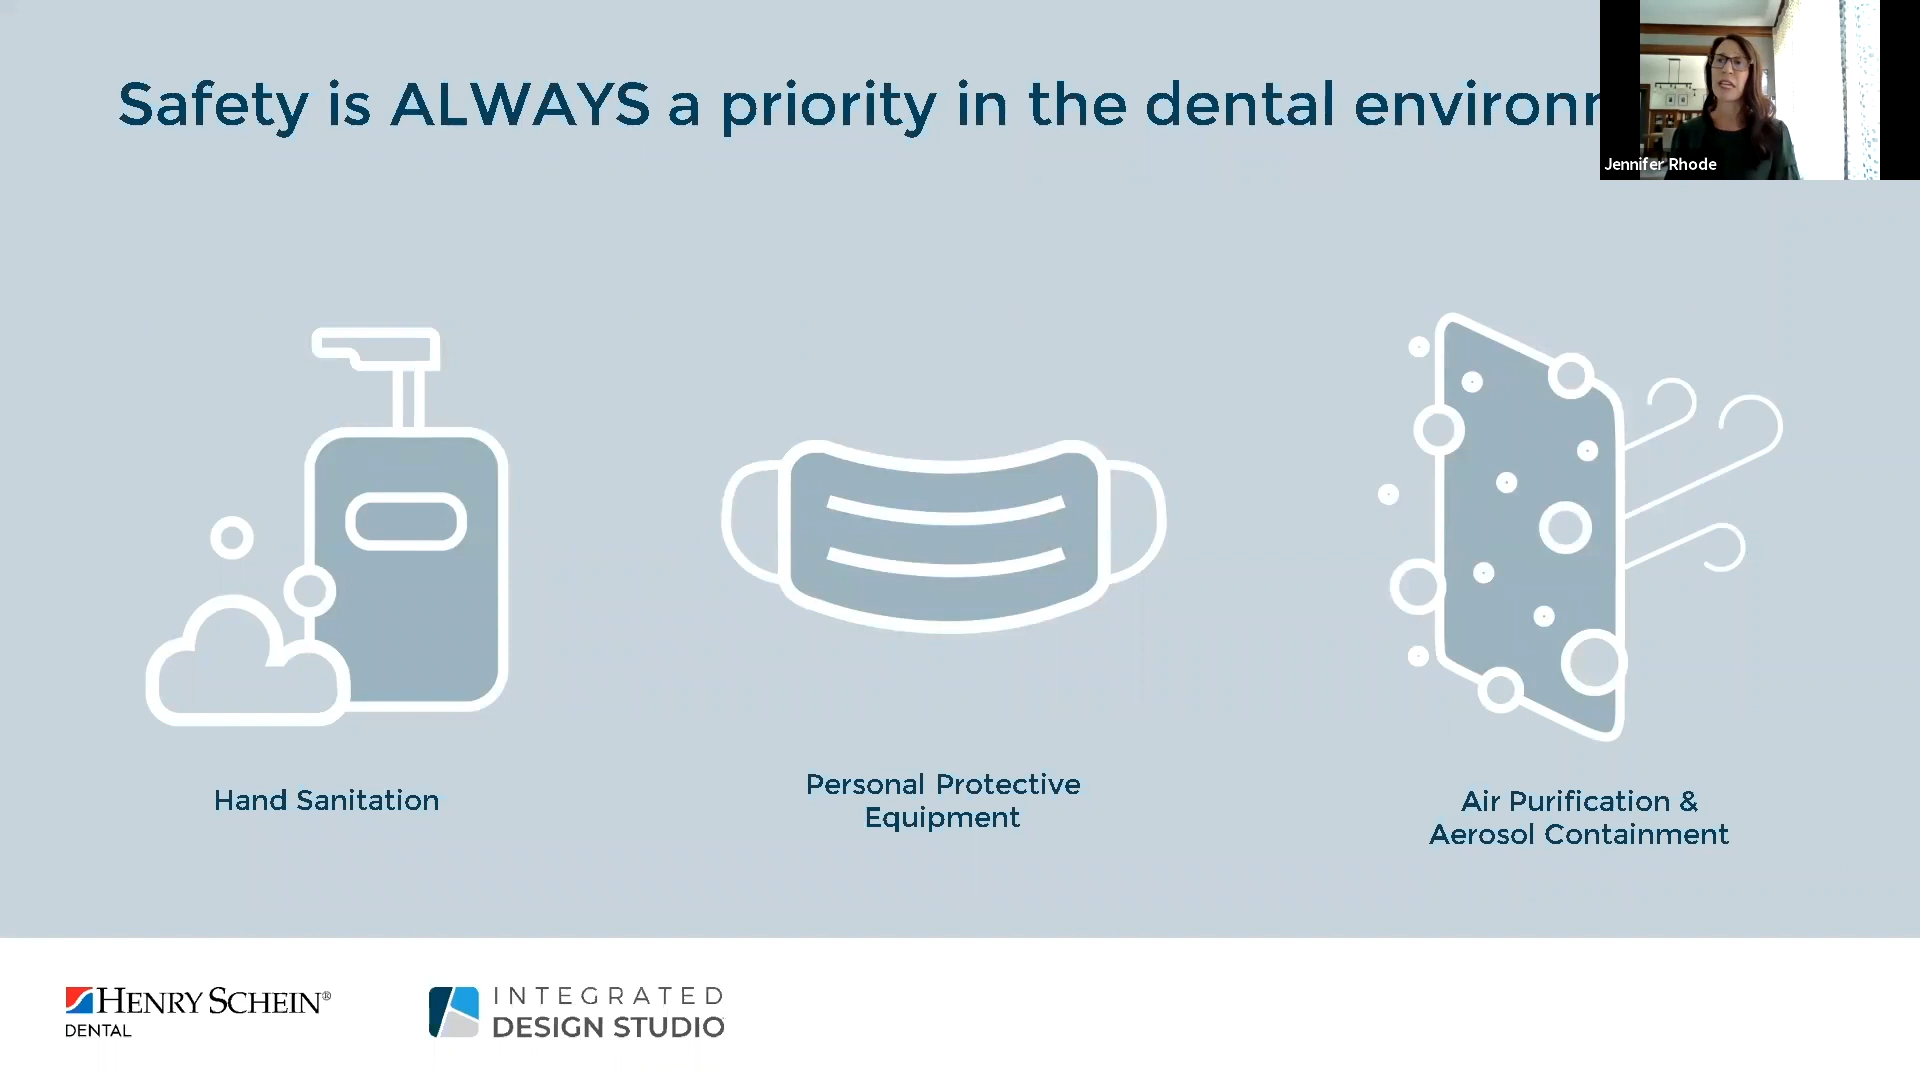 Safety is ALWAYS a priority in the dental environ
Jennifer Rhode
Hand Sanitation
Personal Protective
Equipment
Air Purification &
Aerosol Containment
HENRY SCHEIN®
DENTAL
INTEGRATED
DESIGN STUDIO